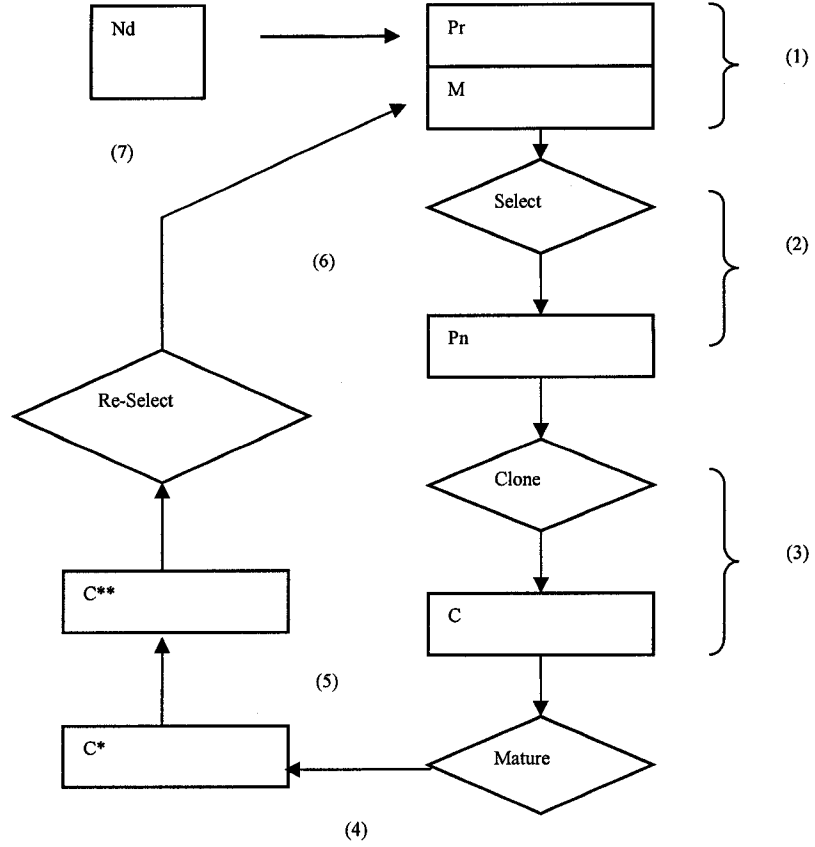 Nd
Pr
(1)
M
(7)
Select
(2)
(6)
Pn
Re-Select
Clone
(3)
C**
C
(5)
C*
Mature
(4)